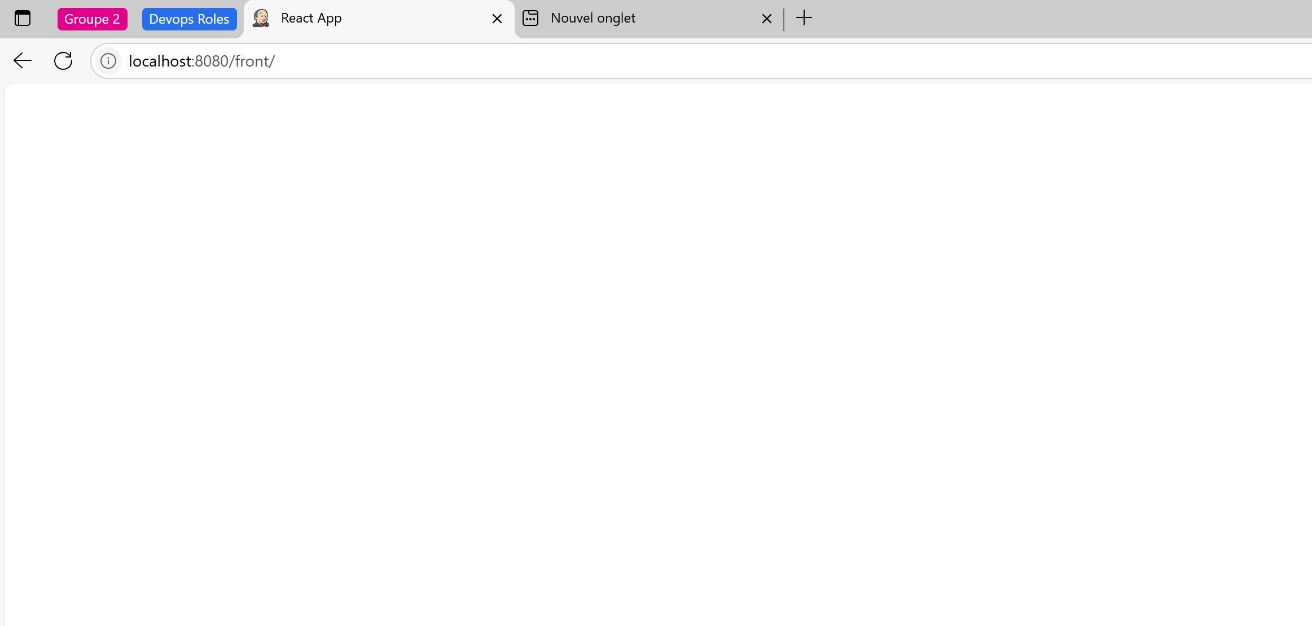 Groupe 2 Devops Roles React App Nouvel onglet
localhost:8080/front/